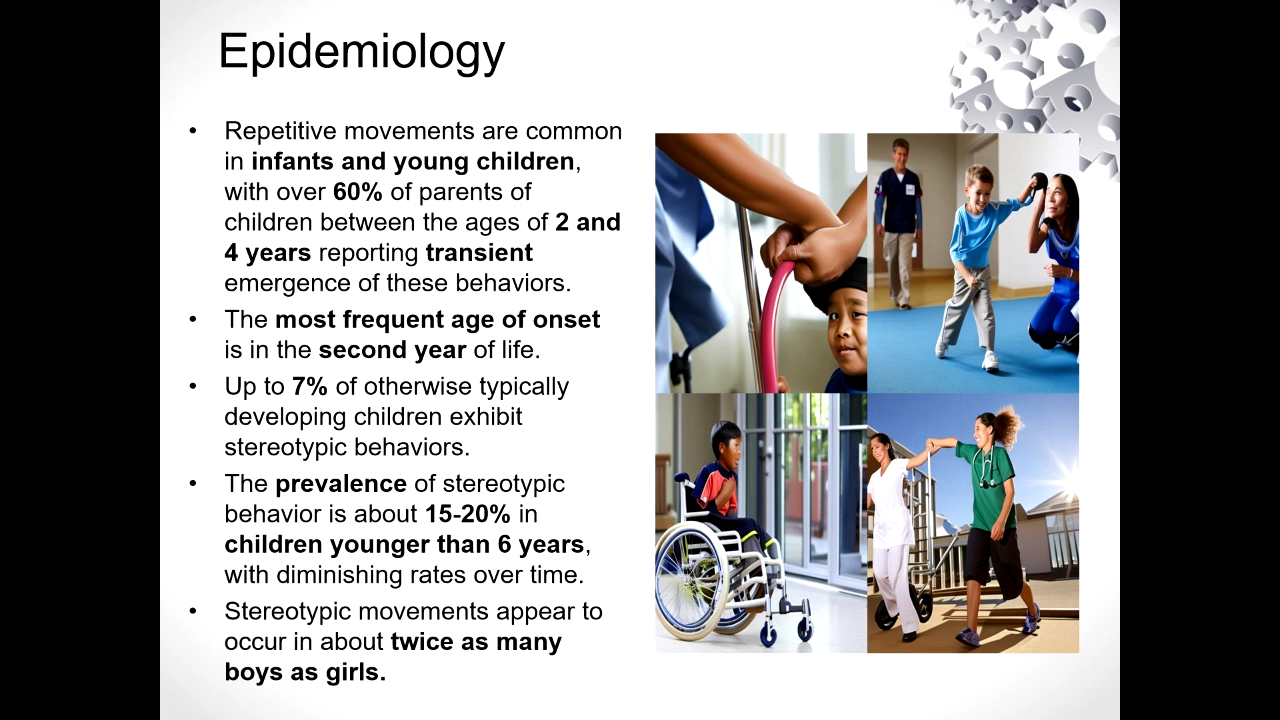 Epidemiology
• Repetitive movements are common
in infants and young children,
with over 60% of parents of
children between the ages of 2 and
4 years reporting transient
emergence of these behaviors.
• The most frequent age of onset
is in the second year of life.
• Up to 7% of otherwise typically
developing children exhibit
stereotypic behaviors.
• The prevalence of stereotypic
behavior is about 15-20% in
children younger than 6 years,
with diminishing rates over time.
• Stereotypic movements appear to
occur in about twice as many
boys as girls.